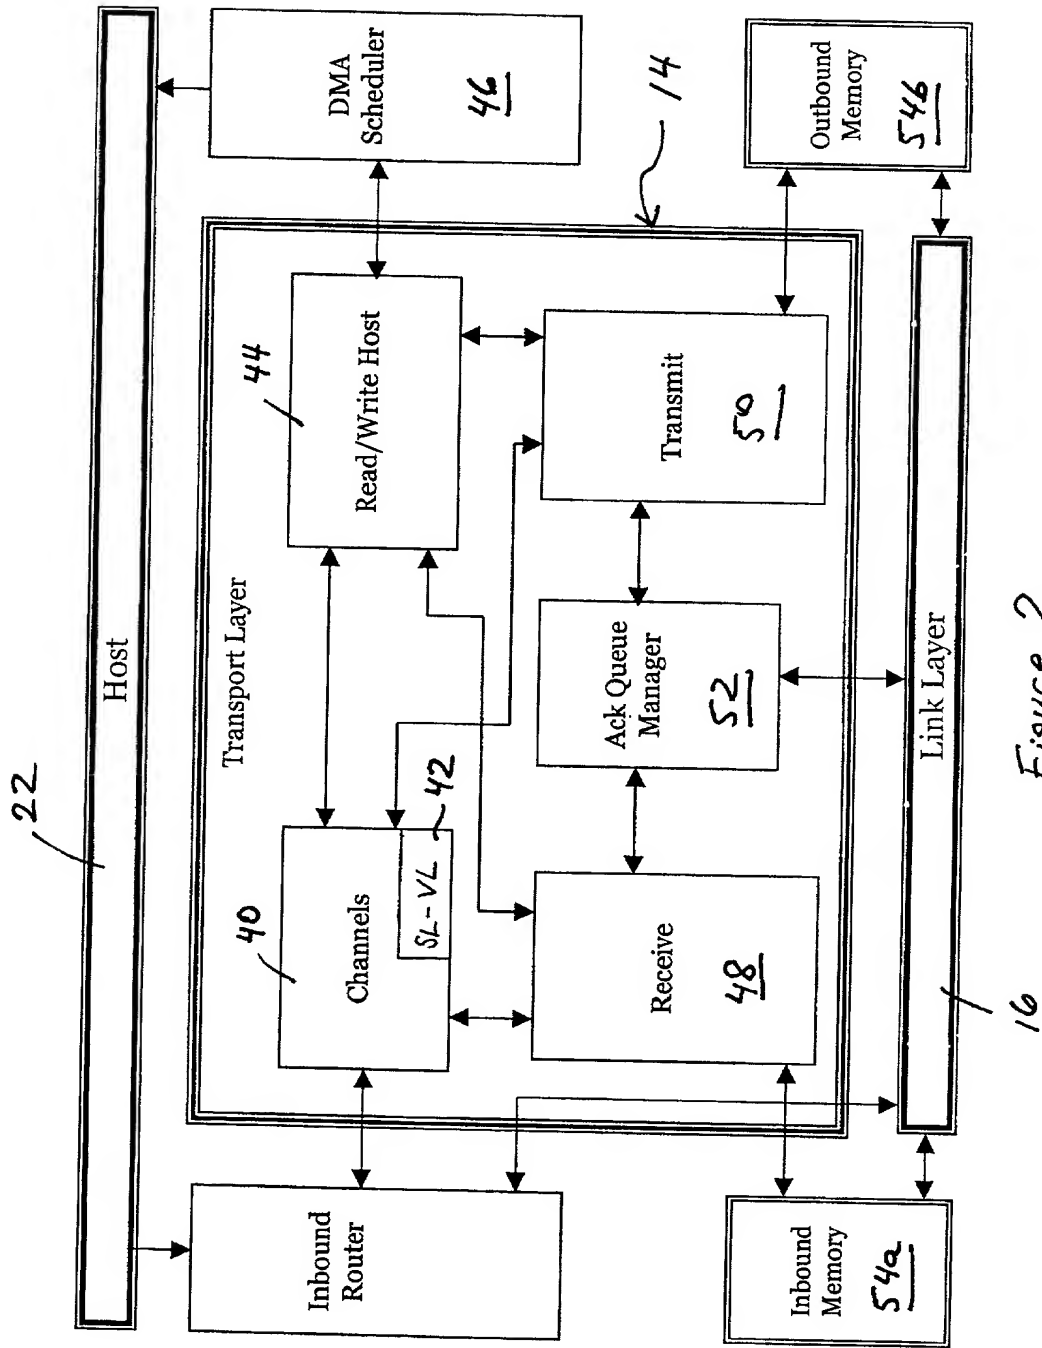 22
Host
Inbound
Router
Transport Layer
DMA
Scheduler
46
40
Channels
SL-VL
42
44
Read/Write Host
14
Receive
48
Ack Queue
Manager
52
Transmit
50
Inbound
Memory
54a
Link Layer
16
Outbound
Memory
54b
Figure 2